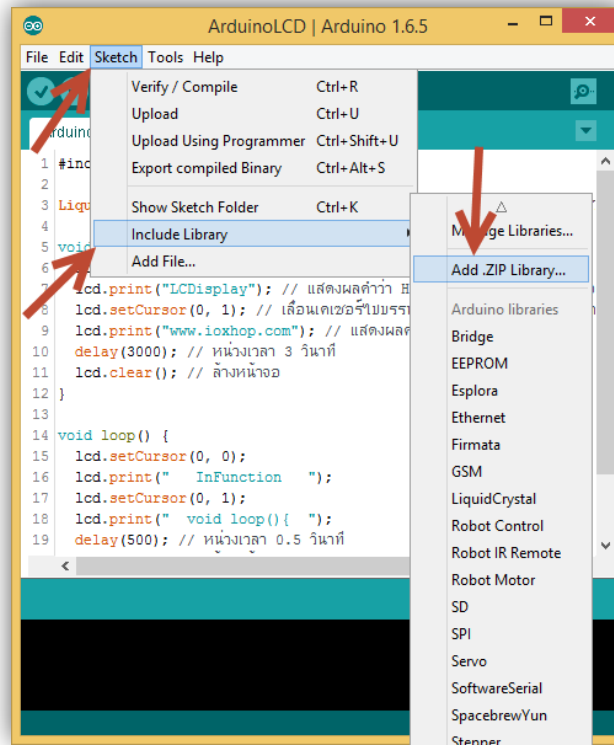 ArduinoLCD | Arduino 1.6.5
File Edit Sketch Tools Help
Verify / Compile Ctrl+R
Upload Ctrl+U
Upload Using Programmer Ctrl+Shift+U
Export compiled Binary Ctrl+Alt+S
Show Sketch Folder Ctrl+K
Include Library
Add File...
Libraries...
Add .ZIP Library...
Arduino libraries
Bridge
EEPROM
Esplora
Ethernet
Firmata
GSM
LiquidCrystal
Robot Control
Robot IR Remote
Robot Motor
SD
SPI
Servo
SoftwareSerial
SpacebrewYun
Stepper
1 #inc
2
3 Liqu
4
5 void
6
7 lcd.print("LCDisplay"); // แสดงผลคำว่า H
8 lcd.setCursor(0, 1); // เลื่อนเคเซอร์ไปบรร
9 lcd.print("www.ioxhop.com"); // แสดงผลค
10 delay(3000); // หน่วงเวลา 3 วินาที
11 lcd.clear(); // ล้างหน้าจอ
12 }
13
14 void loop() {
15 lcd.setCursor(0, 0);
16 lcd.print("   InFunction   ");
17 lcd.setCursor(0, 1);
18 lcd.print("  void loop(){  ");
19 delay(500); // หน่วงเวลา 0.5 วินาที